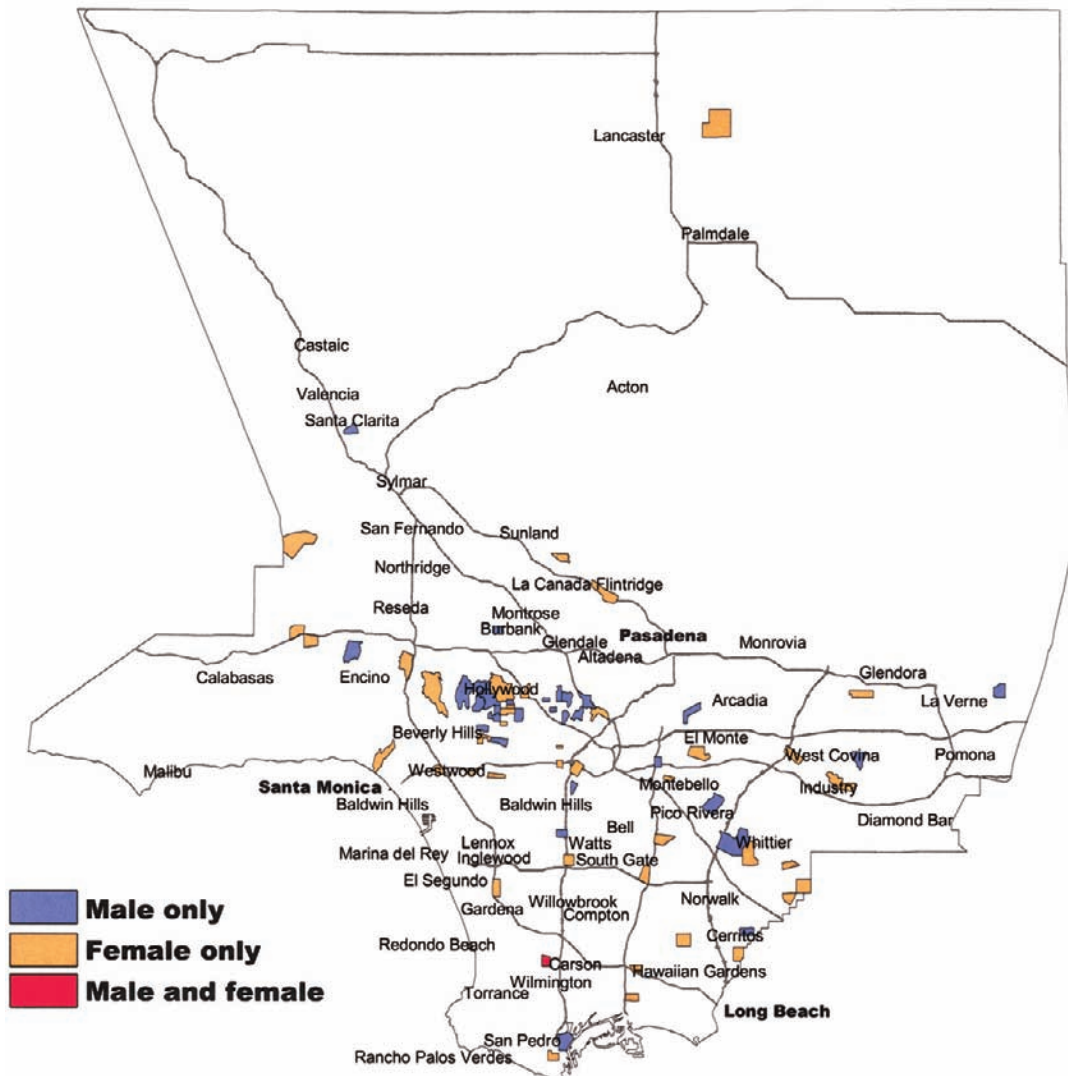 Lancaster
Palmdale
Castaic
Acton
Valencia
Santa Clarita
Sylmar
San Fernando
Sunland
Northridge
La Canada Flintridge
Reseda
Montrose
Burbank
Glendale
Pasadena
Monrovia
Altadena
Calabasas
Encino
Hollywood
Glendora
Arcadia
La Verne
Beverly Hills
El Monte
West Covina
Pomona
Malibu
Westwood
Santa Monica
Montebello
Industry
Baldwin Hills
Baldwin Hills
Pico Rivera
Diamond Bar
Bell
Marina del Rey
Lennox
Watts
Whittier
Inglewood
South Gate
El Segundo
Willowbrook
Norwalk
Gardena
Compton
Redondo Beach
Cerritos
Carson
Hawaiian Gardens
Wilmington
Torrance
Long Beach
San Pedro
Rancho Palos Verdes
Male only
Female only
Male and female